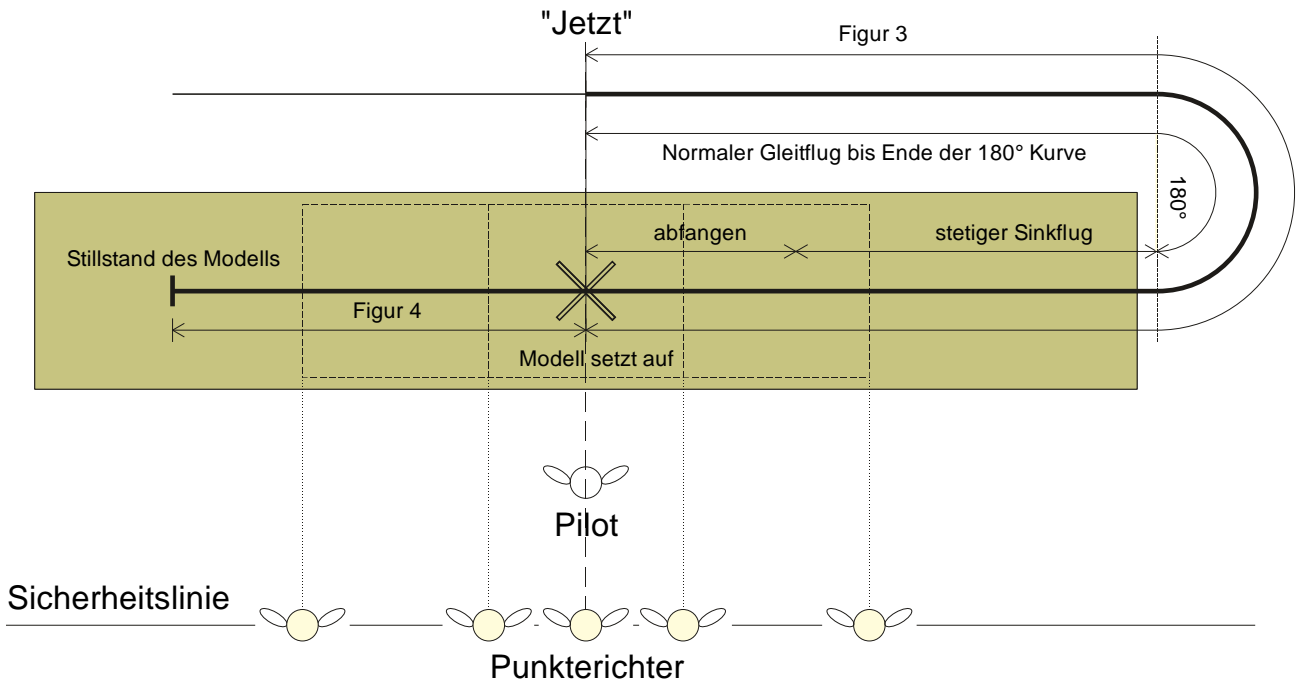 "Jetzt"
Figur 3
Normaler Gleitflug bis Ende der 180° Kurve
180°
abfangen
stetiger Sinkflug
Stillstand des Modells
Figur 4
Modell setzt auf
Pilot
Sicherheitslinie
Punkterichter